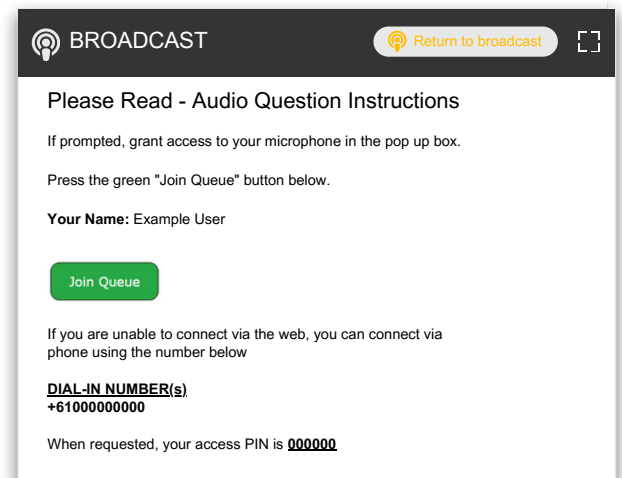 BROADCAST
Return to broadcast
Please Read - Audio Question Instructions
If prompted, grant access to your microphone in the pop up box.
Press the green "Join Queue" button below.
Your Name: Example User
Join Queue
If you are unable to connect via the web, you can connect via
phone using the number below
DIAL-IN NUMBER(s)
+61000000000
When requested, your access PIN is 000000